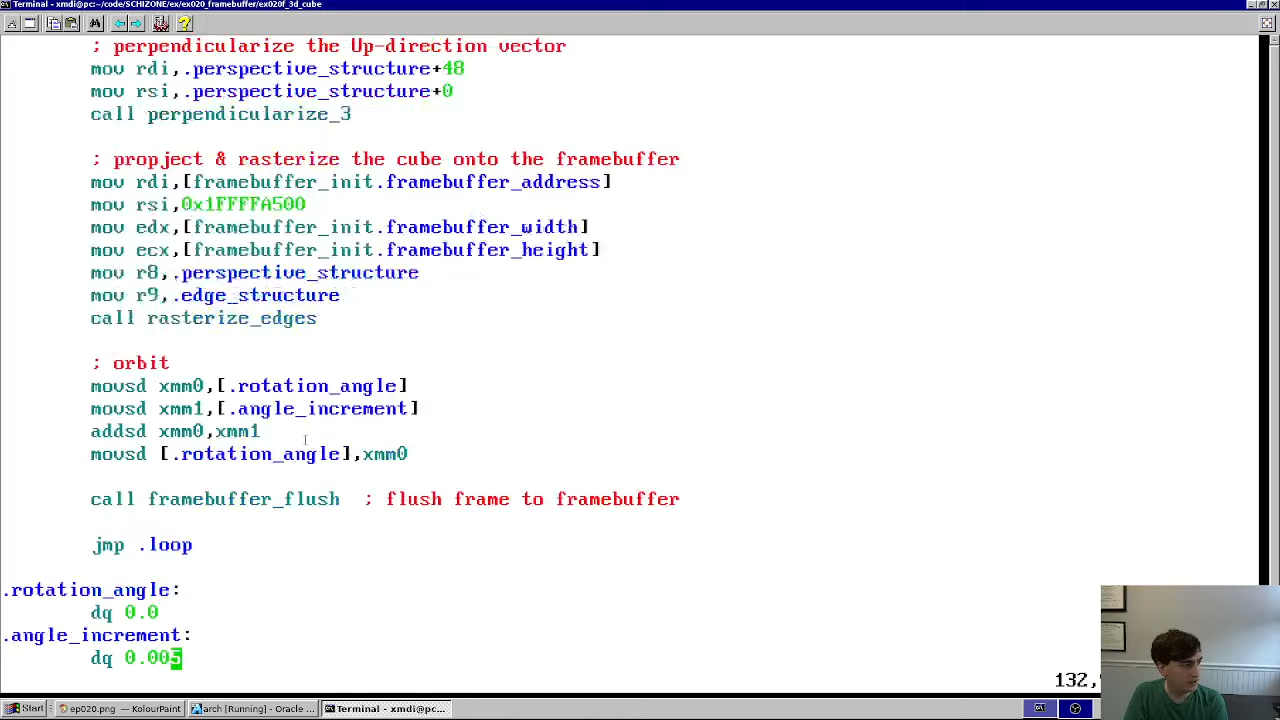 Terminal - xmdi@pc:~/code/SCHIZONE/ex/ex020_framebuffer/ex020f_3d_cube
; perpendicularize the Up-direction vector
mov rdi,.perspective_structure+48
mov rsi,.perspective_structure+0
call perpendicularize_3
; propject & rasterize the cube onto the framebuffer
mov rdi,[framebuffer_init.framebuffer_address]
mov rsi,0x1FFFFA500
mov edx,[framebuffer_init.framebuffer_width]
mov ecx,[framebuffer_init.framebuffer_height]
mov r8,.perspective_structure
mov r9,.edge_structure
call rasterize_edges
; orbit
movsd xmm0,[.rotation_angle]
movsd xmm1,[.angle_increment]
addsd xmm0,xmm1
movsd [.rotation_angle],xmm0
call framebuffer_flush ; flush frame to framebuffer
jmp .loop
.rotation_angle:
dq 0.0
.angle_increment:
dq 0.005
132,
Start ep020.png — KolourPaint arch [Running] - Oracle ... Terminal - xmdi@pc...